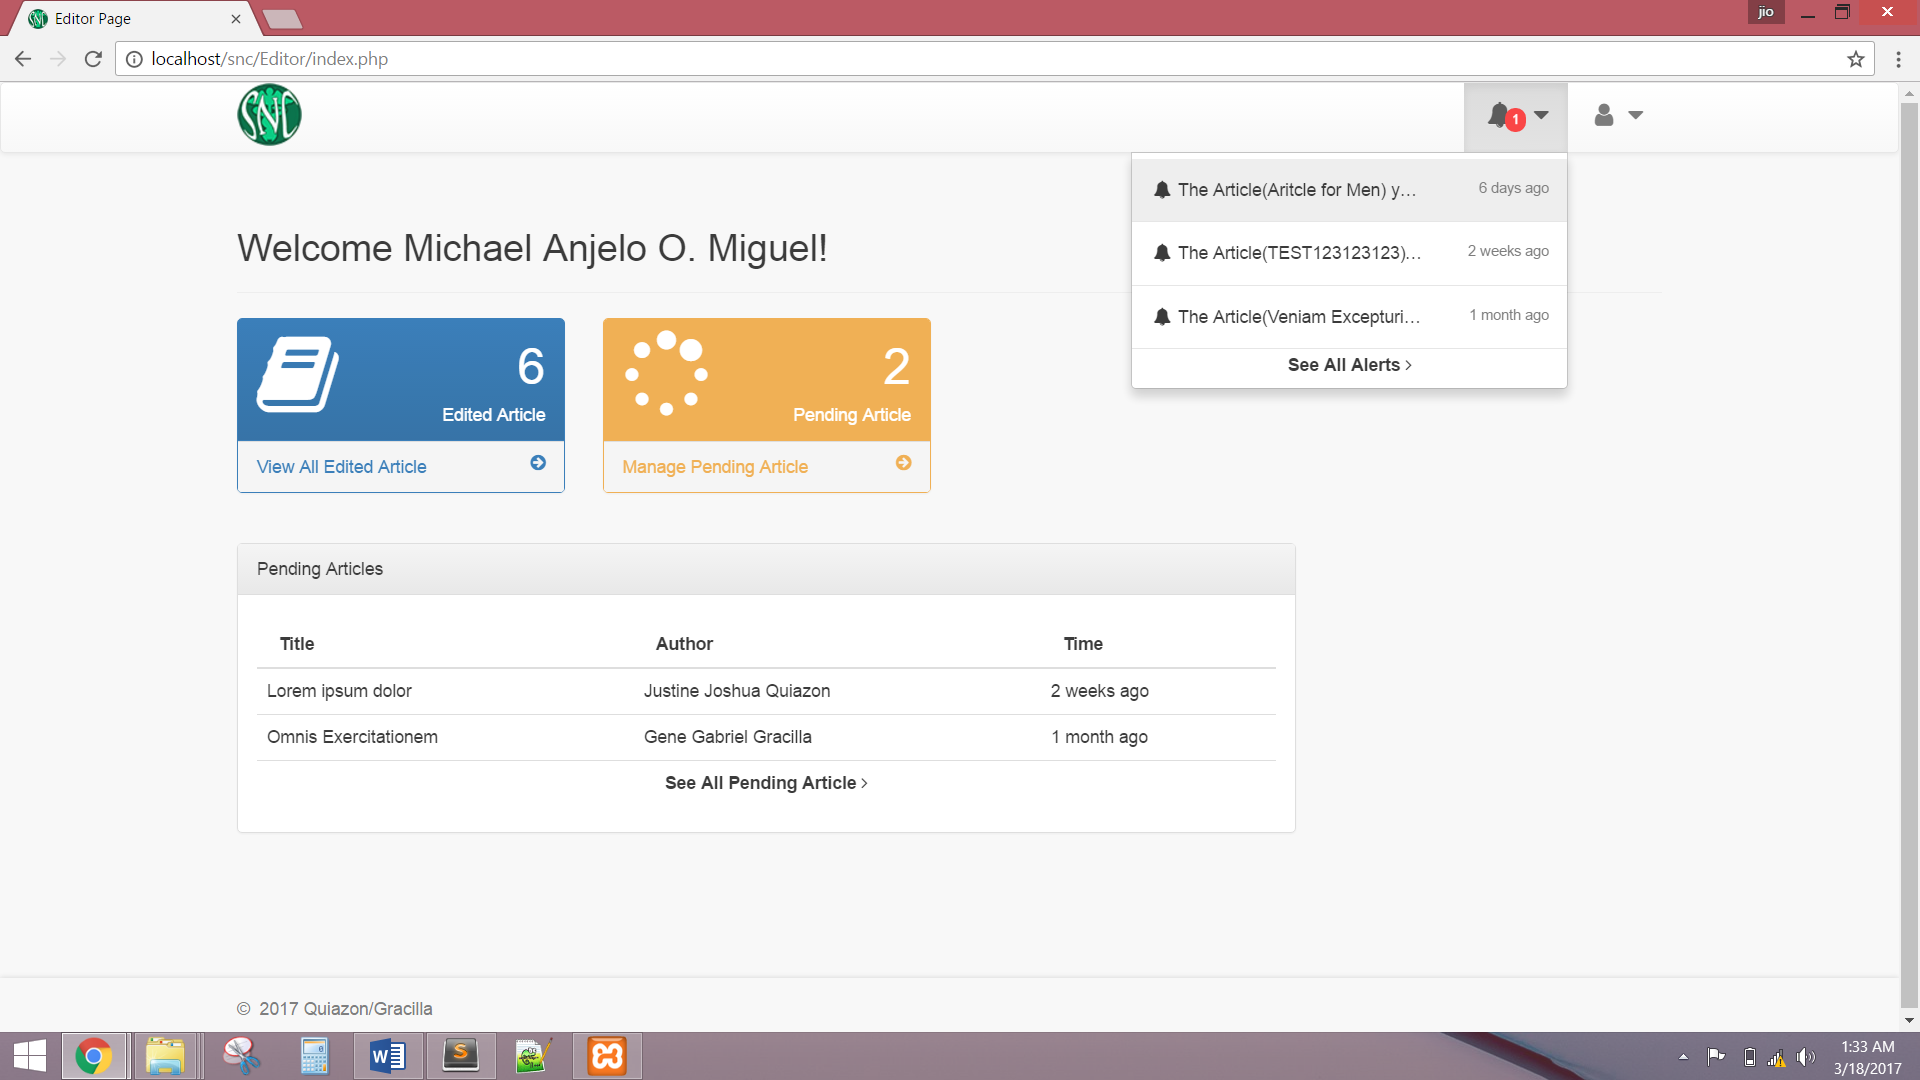 Editor Page
jio
localhost/snc/Editor/index.php
SNC
1
The Article(Aritcle for Men) y... 6 days ago
The Article(TEST123123123)... 2 weeks ago
The Article(Veniam Excepturi... 1 month ago
See All Alerts >
Welcome Michael Anjelo O. Miguel!
6
Edited Article
View All Edited Article
2
Pending Article
Manage Pending Article
Pending Articles
Title Author Time
Lorem ipsum dolor Justine Joshua Quiazon 2 weeks ago
Omnis Exercitationem Gene Gabriel Gracilla 1 month ago
See All Pending Article >
© 2017 Quiazon/Gracilla
1:33 AM
3/18/2017